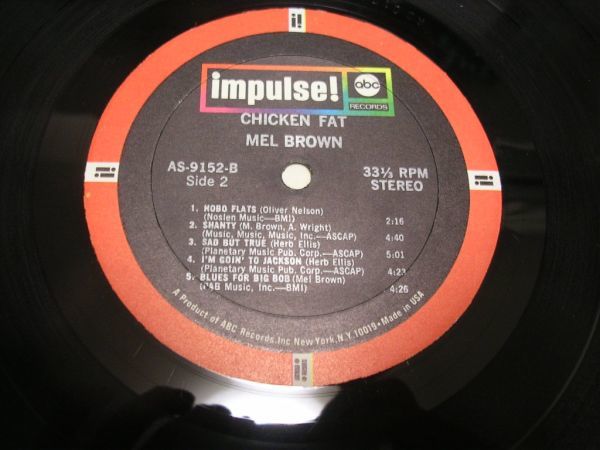 impulse! abc RECORDS
CHICKEN FAT
MEL BROWN
AS-9152-B 33⅓ RPM
Side 2 STEREO
1. HOBO FLATS (Oliver Nelson)
(Noslen Music—BMI) 2:16
2. SHANTY (M. Brown, A. Wright)
(Music, Music, Music, Inc.—ASCAP) 4:40
3. SAD BUT TRUE (Herb Ellis)
(Planetary Music Pub. Corp.—ASCAP) 5:01
4. I'M GOIN' TO JACKSON (Herb Ellis)
(Planetary Music Pub. Corp.—ASCAP) 4:23
5. BLUES FOR BIG BOB (Mel Brown)
Music, Inc.—BMI) 4:26
A Product of ABC Records, Inc New York, N.Y. 10019 • Made in USA